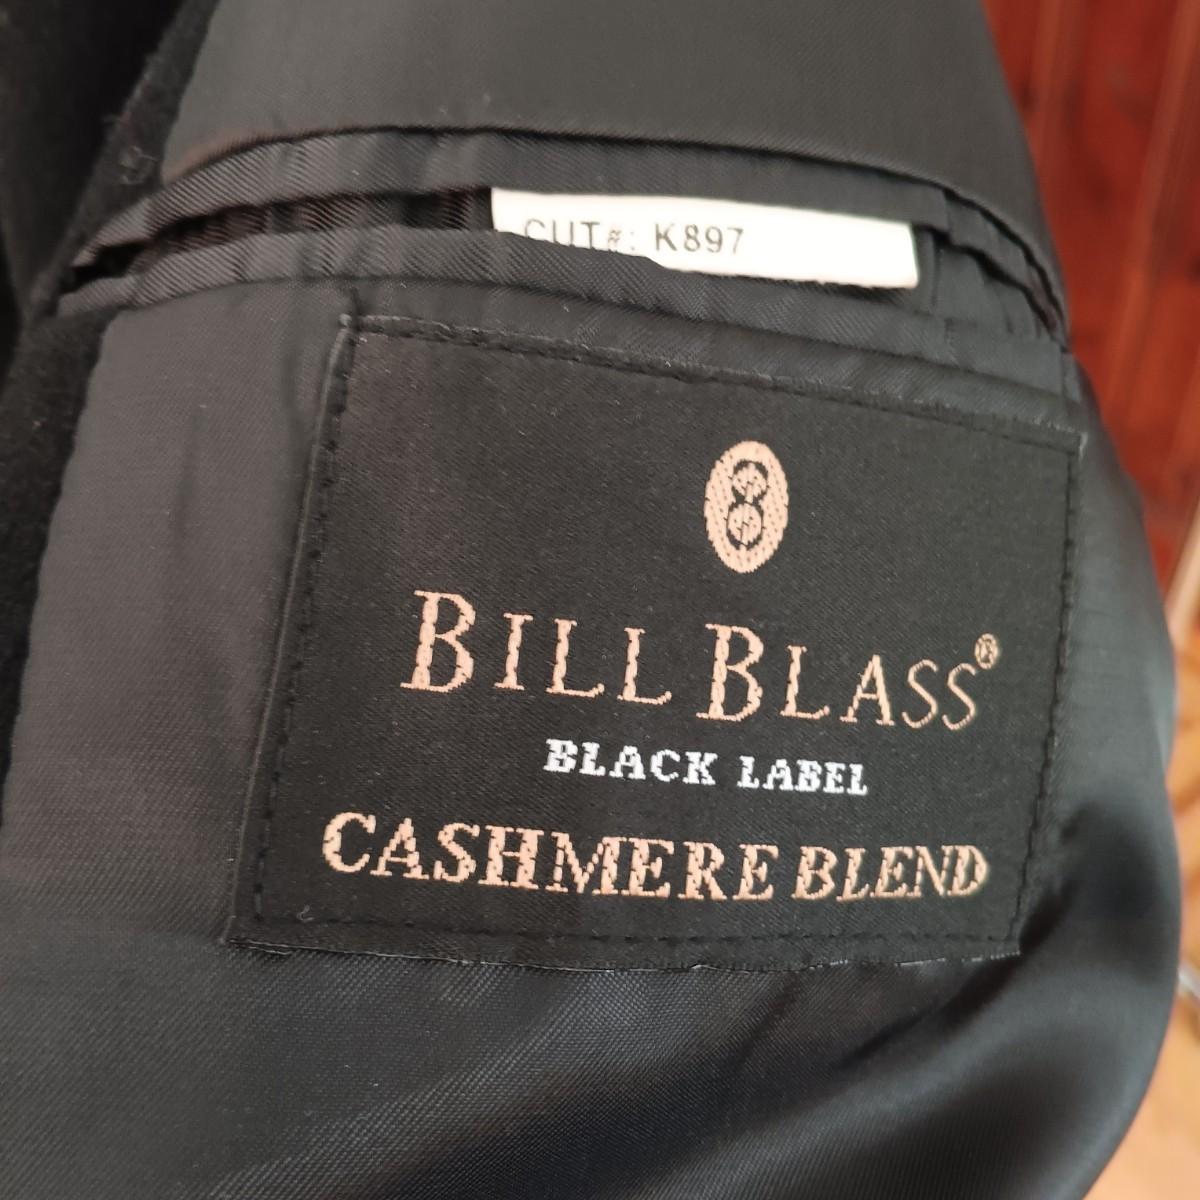 CUT#: K897
BILL BLASS®
BLACK LABEL
CASHMERE BLEND